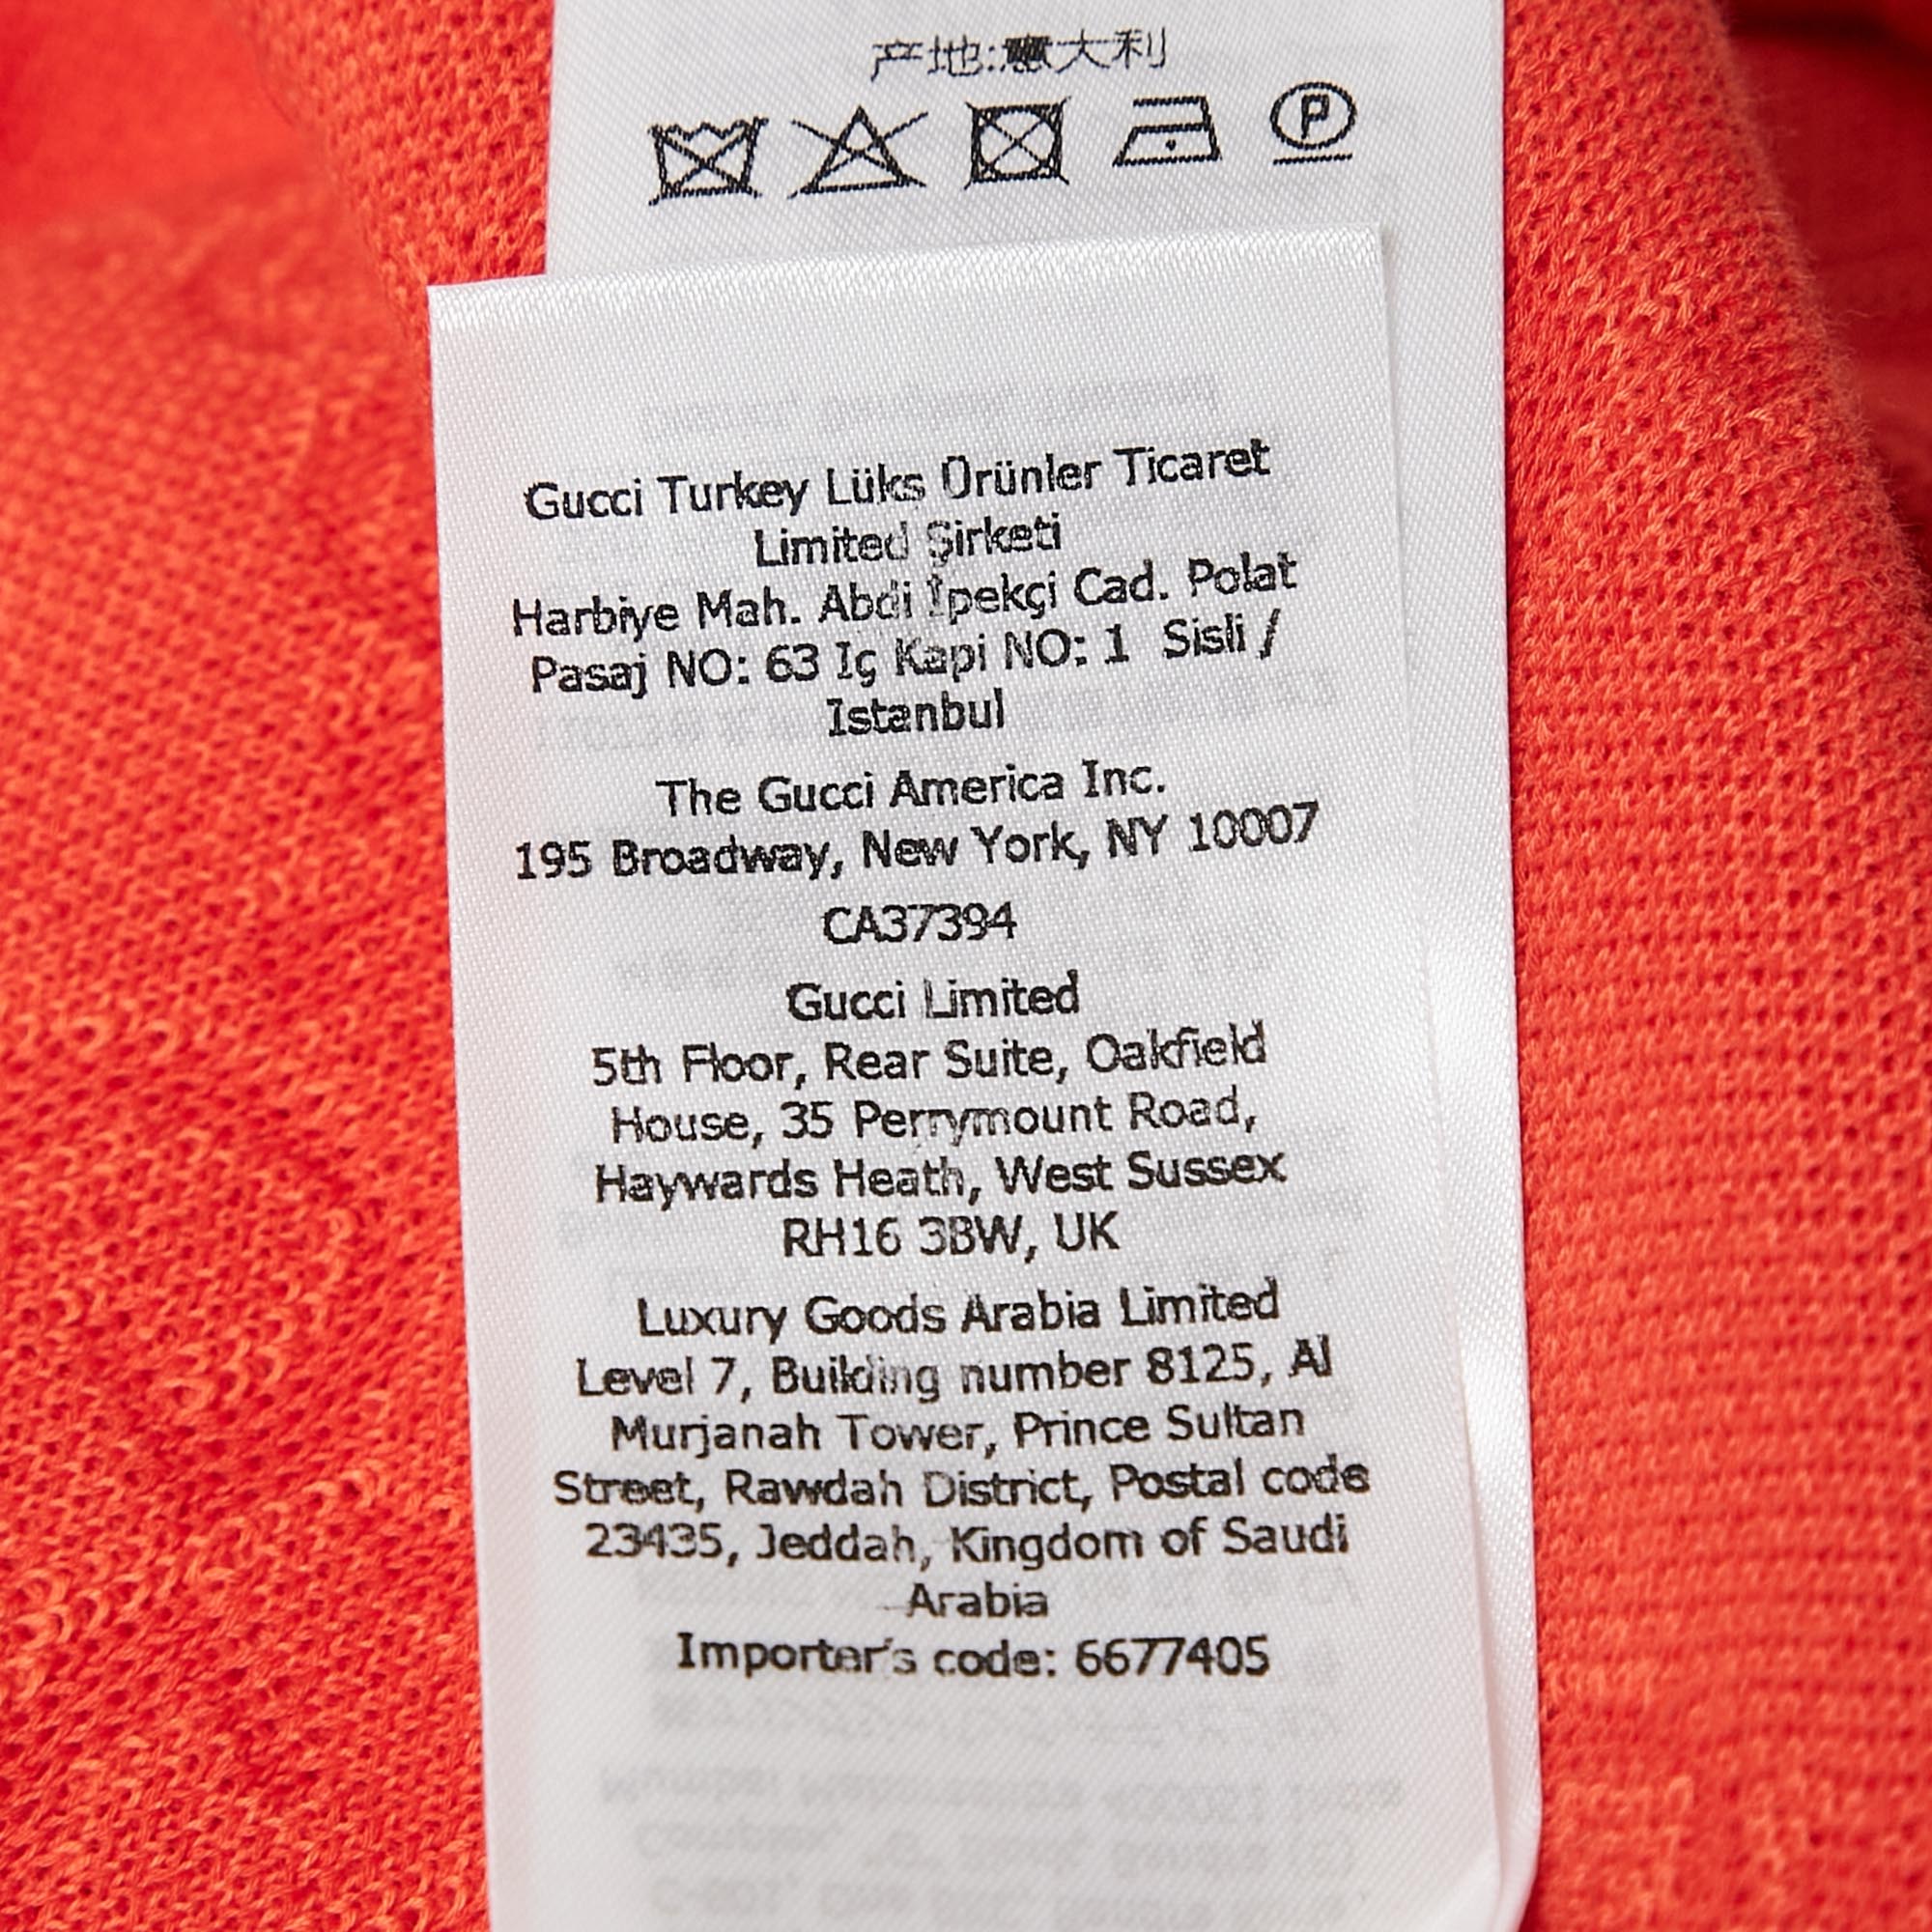 产地:意大利
P
Gucci Turkey Lüks Ürünler Ticaret
Limited Şirketi
Harbiye Mah. Abdi İpekçi Cad. Polat
Pasaj NO: 63 Iç Kapi NO: 1 Sisli /
Istanbul
The Gucci America Inc.
195 Broadway, New York, NY 10007
CA37394
Gucci Limited
5th Floor, Rear Suite, Oakfield
House, 35 Perrymount Road,
Haywards Heath, West Sussex
RH16 3BW, UK
Luxury Goods Arabia Limited
Level 7, Building number 8125, Al
Murjanah Tower, Prince Sultan
Street, Rawdah District, Postal code
23435, Jeddah, Kingdom of Saudi
Arabia
Importer's code: 6677405